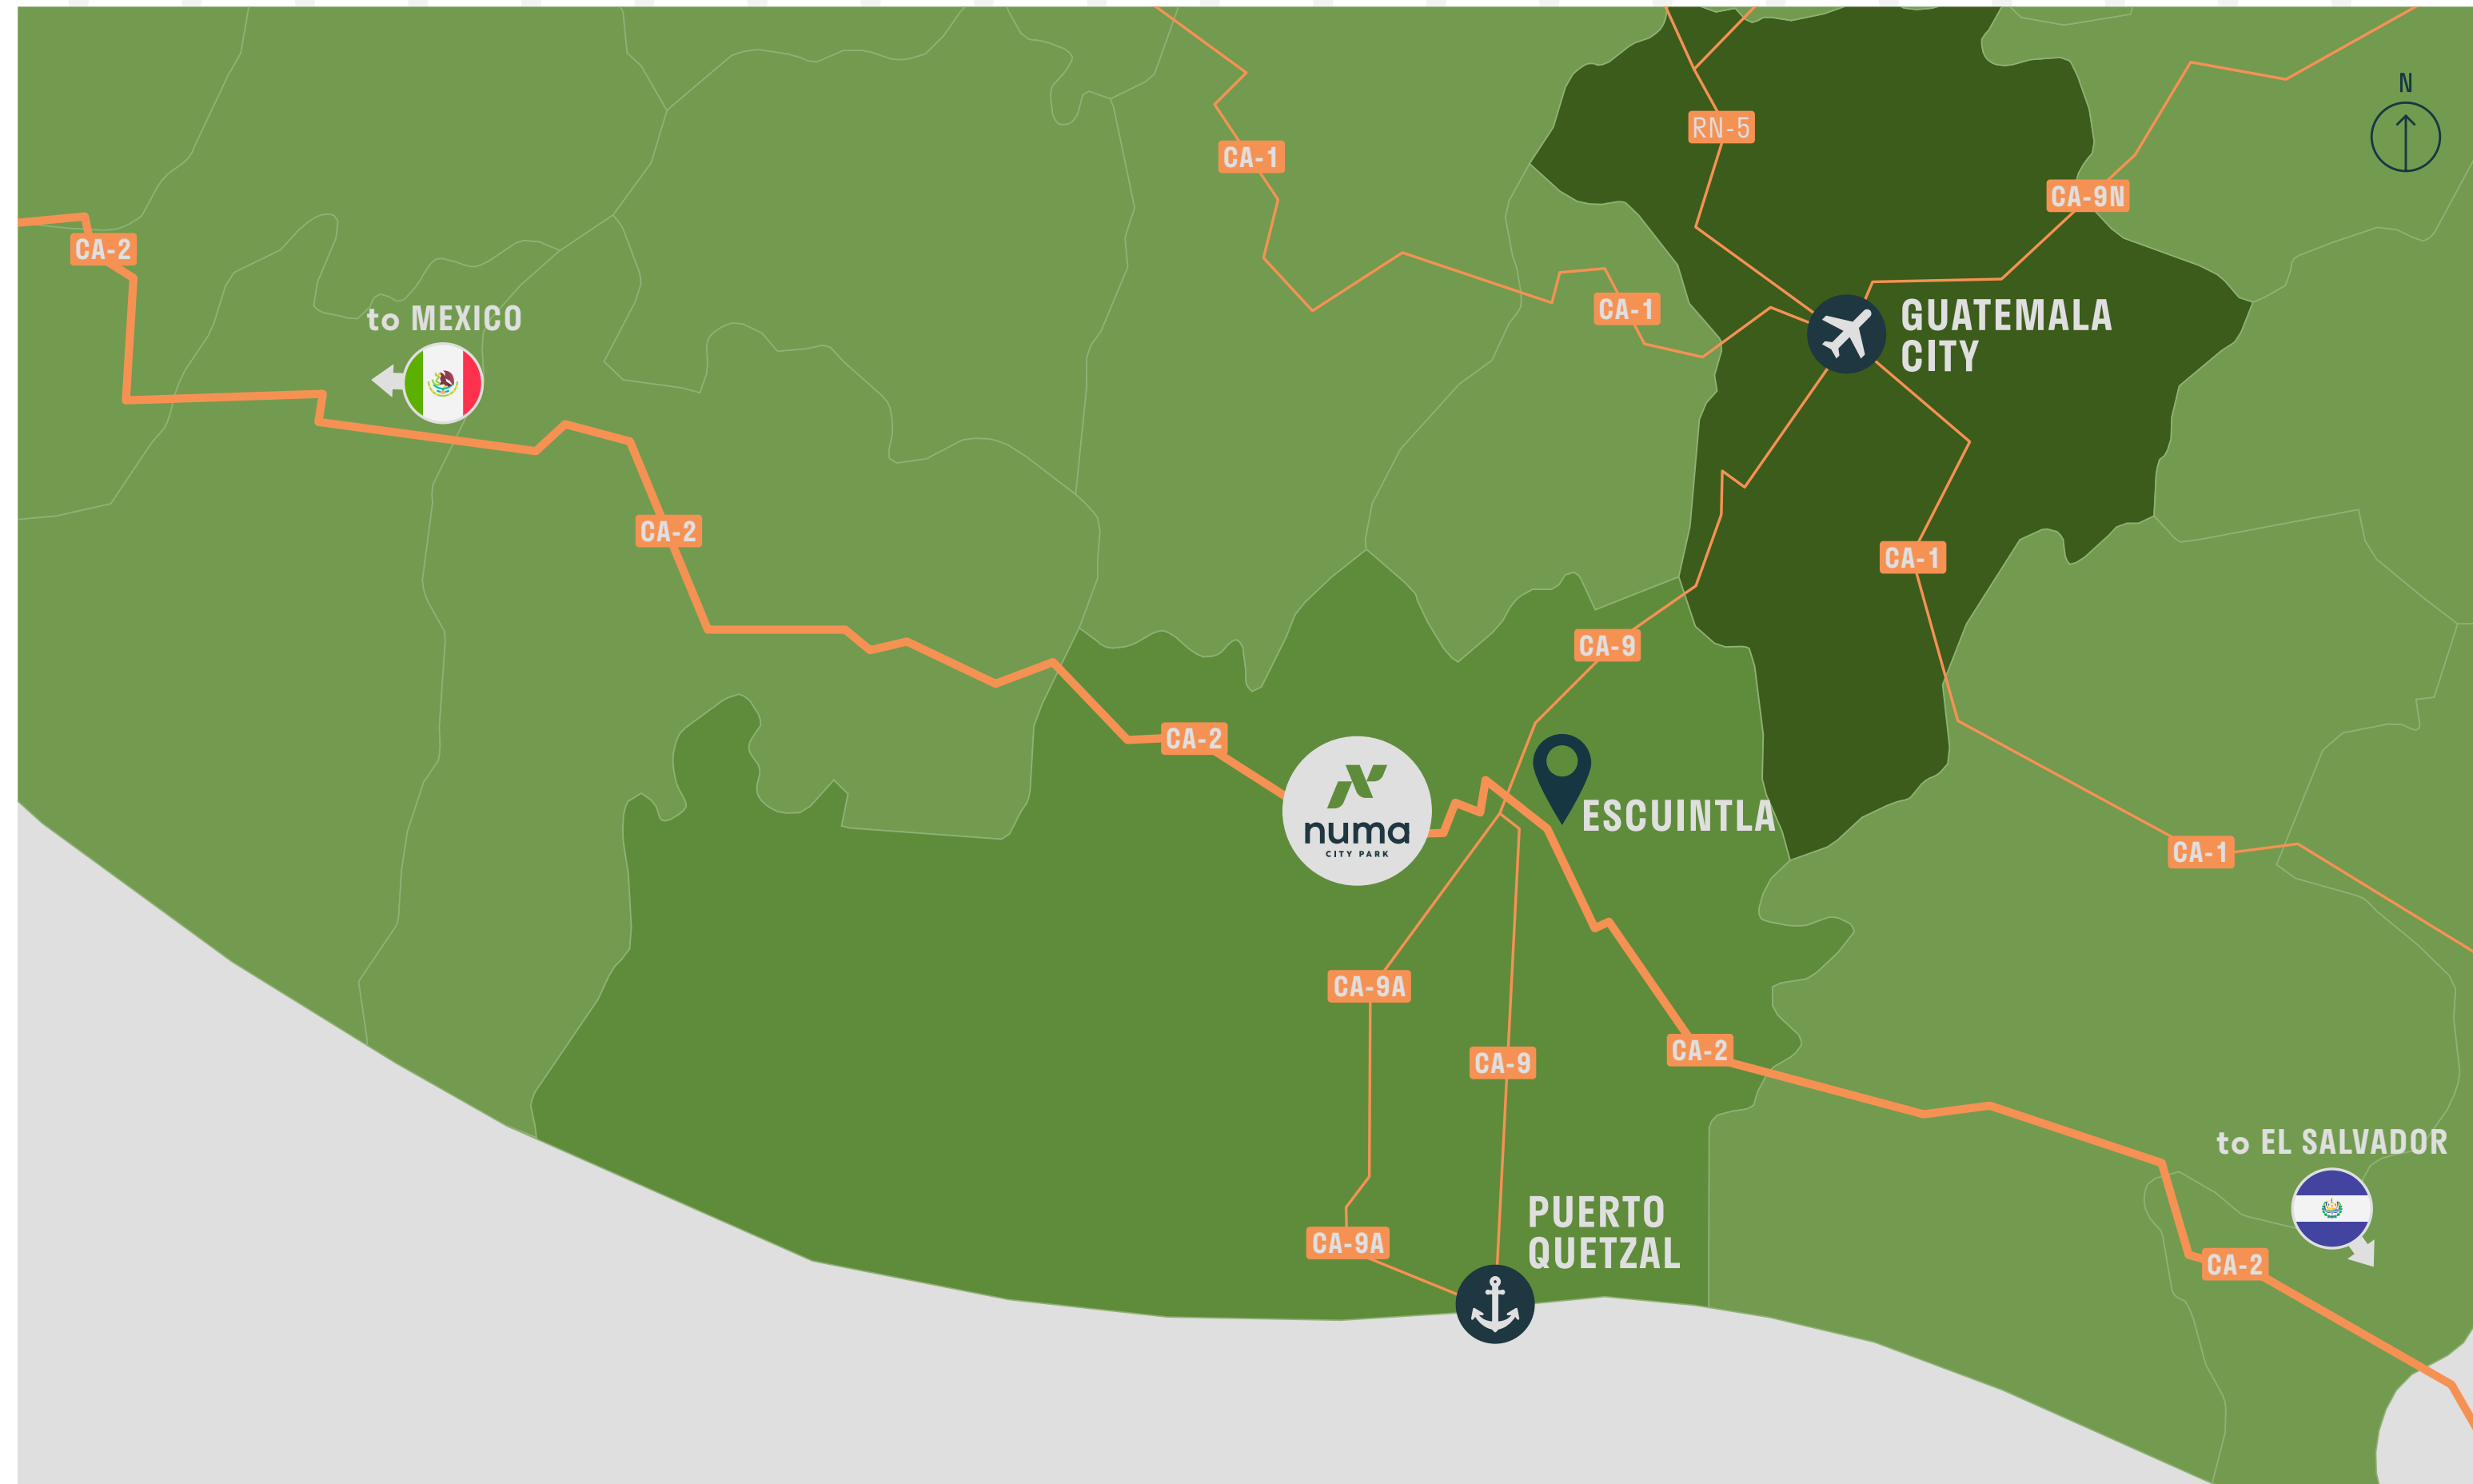 N
RN-5
CA-1
CA-9N
CA-2
to MEXICO
CA-1
GUATEMALA
CITY
CA-2
CA-1
CA-9
CA-2
numa
CITY PARK
ESCUINTLA
CA-1
CA-9A
CA-2
CA-9
to EL SALVADOR
PUERTO
QUETZAL
CA-9A
CA-2